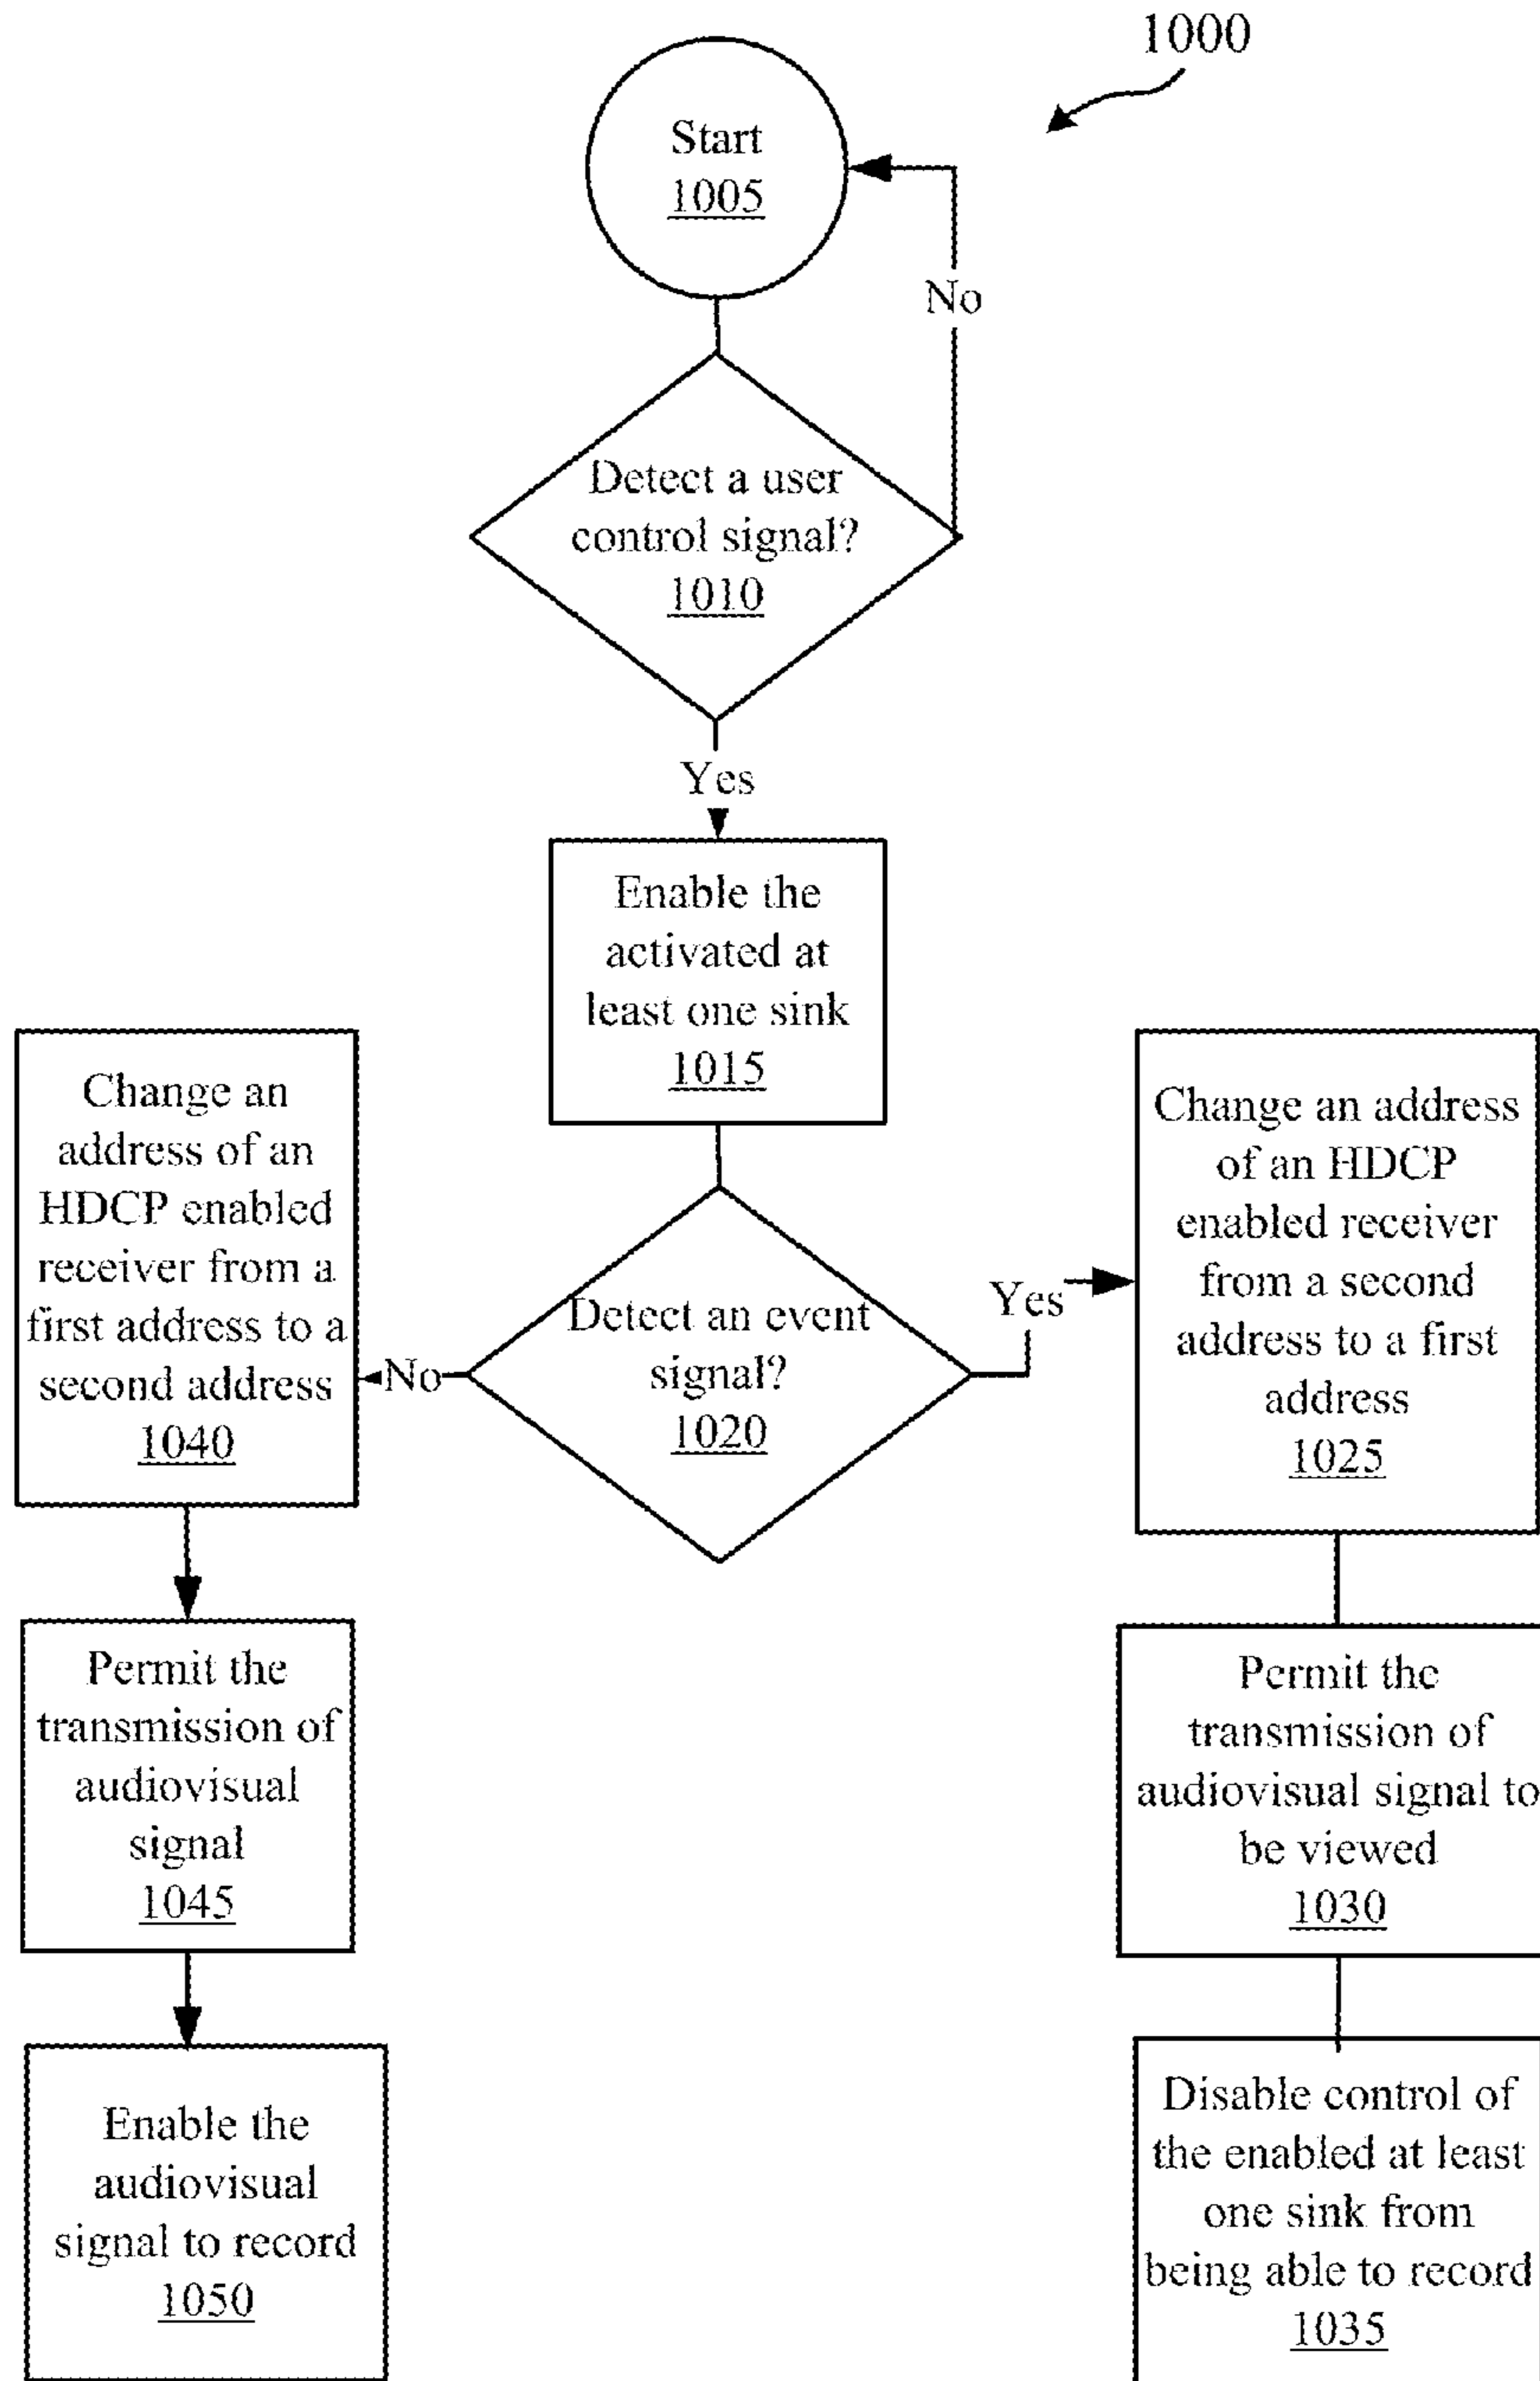 1000
Start
1005
No
Detect a user
control signal?
1010
Yes
Enable the
activated at
least one sink
1015
Change an
address of an
HDCP enabled
receiver from a
first address to a
second address
1040
No
Detect an event
signal?
1020
Yes
Change an address
of an HDCP
enabled receiver
from a second
address to a first
address
1025
Permit the
transmission of
audiovisual
signal
1045
Permit the
transmission of
audiovisual signal to
be viewed
1030
Enable the
audiovisual
signal to record
1050
Disable control of
the enabled at least
one sink from
being able to record
1035